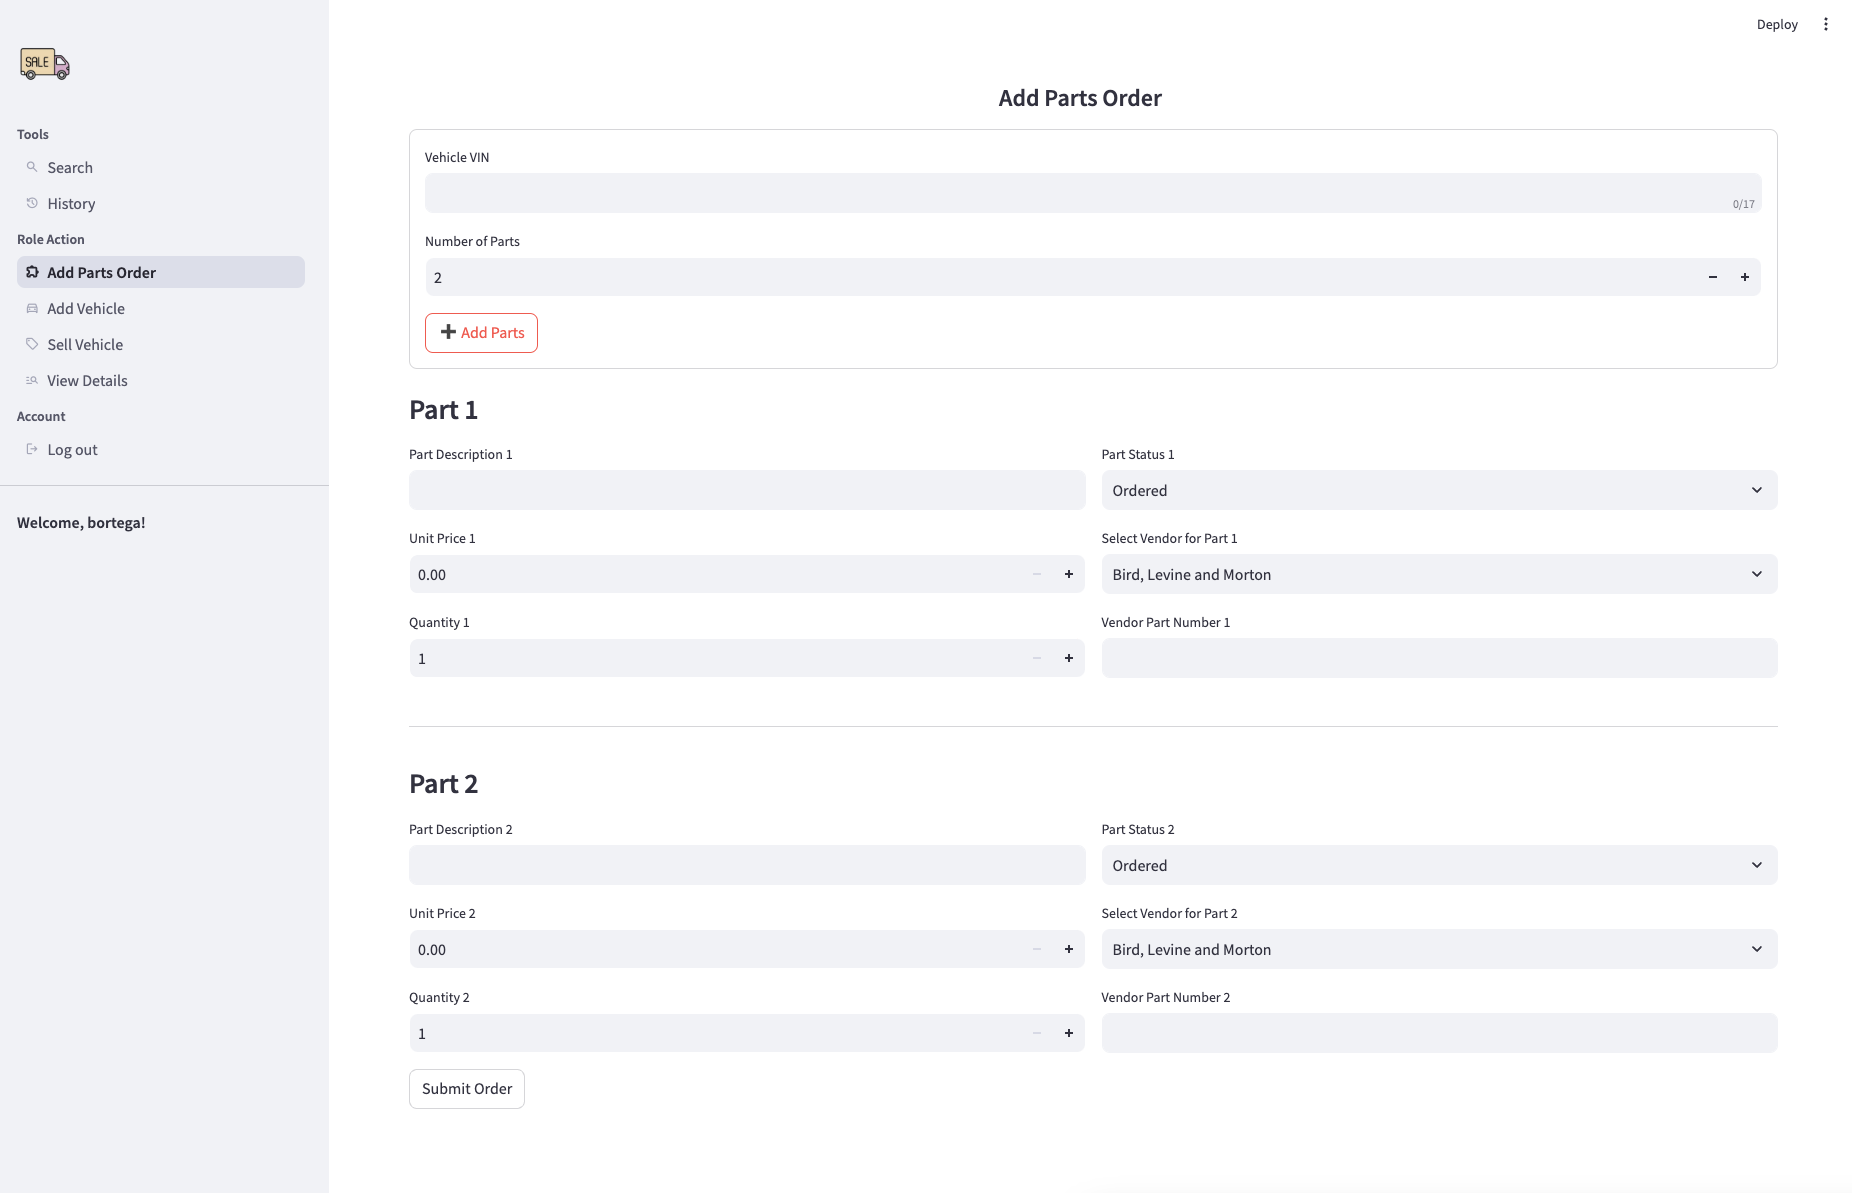 Deploy
SALE
Tools
Search
History
Role Action
Add Parts Order
Add Vehicle
Sell Vehicle
View Details
Account
Log out
Welcome, bortega!
Add Parts Order
Vehicle VIN
0/17
Number of Parts
2
Add Parts
Part 1
Part Description 1
Part Status 1
Ordered
Unit Price 1
Select Vendor for Part 1
0.00
Bird, Levine and Morton
Quantity 1
Vendor Part Number 1
1
Part 2
Part Description 2
Part Status 2
Ordered
Unit Price 2
Select Vendor for Part 2
0.00
Bird, Levine and Morton
Quantity 2
Vendor Part Number 2
1
Submit Order